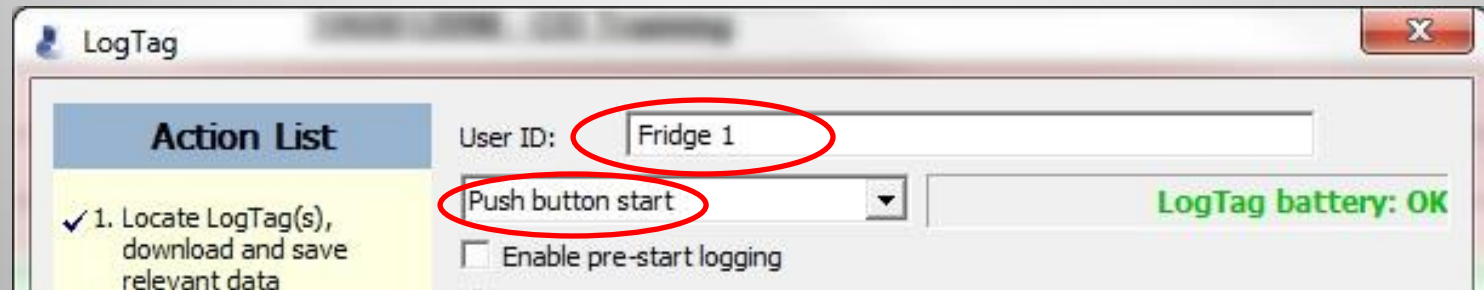 LogTag
Action List
User ID: Fridge 1
Push button start
LogTag battery: OK
✓ 1. Locate LogTag(s),
download and save
relevant data
Enable pre-start logging